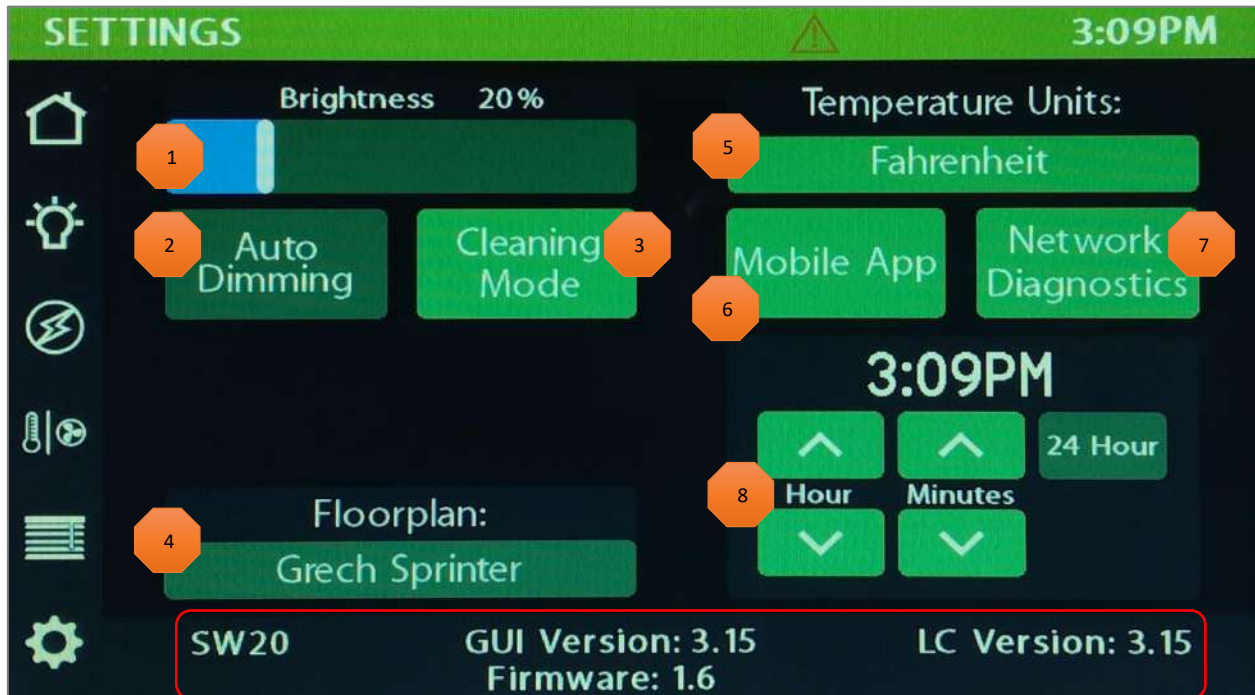 SETTINGS 3:09PM
Brightness 20%
1
2
Auto
Dimming
Cleaning
Mode
3
Temperature Units:
5
Fahrenheit
Mobile App
6
Network
Diagnostics
7
3:09PM
24 Hour
8
Hour Minutes
Floorplan:
4
Grech Sprinter
SW20 GUI Version: 3.15 LC Version: 3.15
Firmware: 1.6